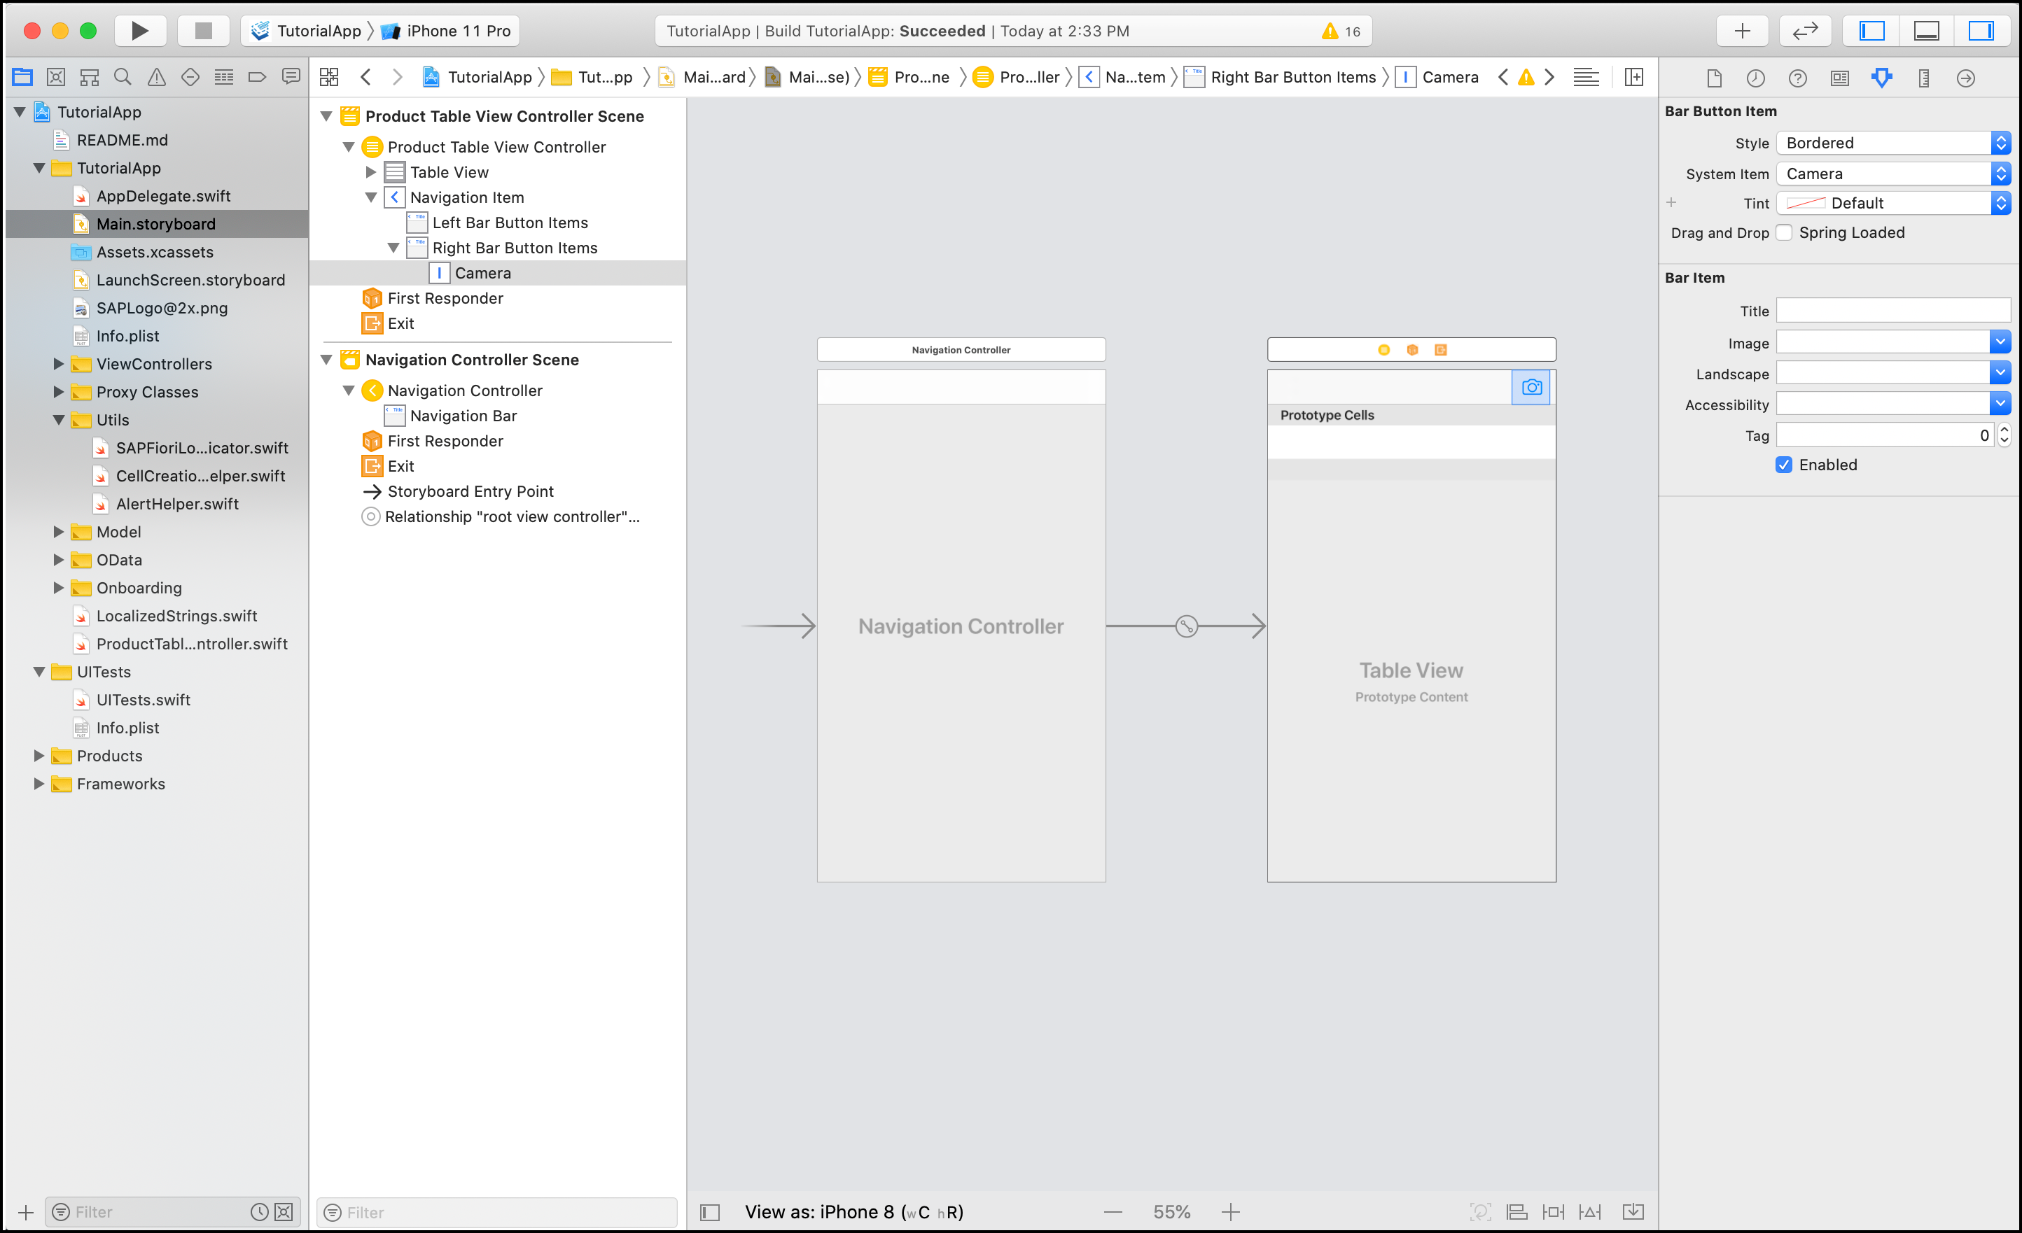 TutorialApp
iPhone 11 Pro
TutorialApp | Build TutorialApp: Succeeded | Today at 2:33 PM
16
TutorialApp
Tut...pp
Mai...ard
Mai...se)
Pro...ne
Pro...ller
Na...tem
Right Bar Button Items
Camera
TutorialApp
README.md
TutorialApp
AppDelegate.swift
Main.storyboard
Assets.xcassets
LaunchScreen.storyboard
SAPLogo@2x.png
Info.plist
ViewControllers
Proxy Classes
Utils
SAPFioriLo...icator.swift
CellCreatio...elper.swift
AlertHelper.swift
Model
OData
Onboarding
LocalizedStrings.swift
ProductTabl...ntroller.swift
UITests
UITests.swift
Info.plist
Products
Frameworks
Filter
Product Table View Controller Scene
Product Table View Controller
Table View
Navigation Item
Left Bar Button Items
Right Bar Button Items
Camera
First Responder
Exit
Navigation Controller Scene
Navigation Controller
Navigation Bar
First Responder
Exit
Storyboard Entry Point
Relationship "root view controller"...
Filter
Navigation Controller
Navigation Controller
Prototype Cells
Table View
Prototype Content
View as: iPhone 8 (wC hR)
55%
Bar Button Item
Style Bordered
System Item Camera
Tint Default
Drag and Drop Spring Loaded
Bar Item
Title
Image
Landscape
Accessibility
Tag 0
Enabled